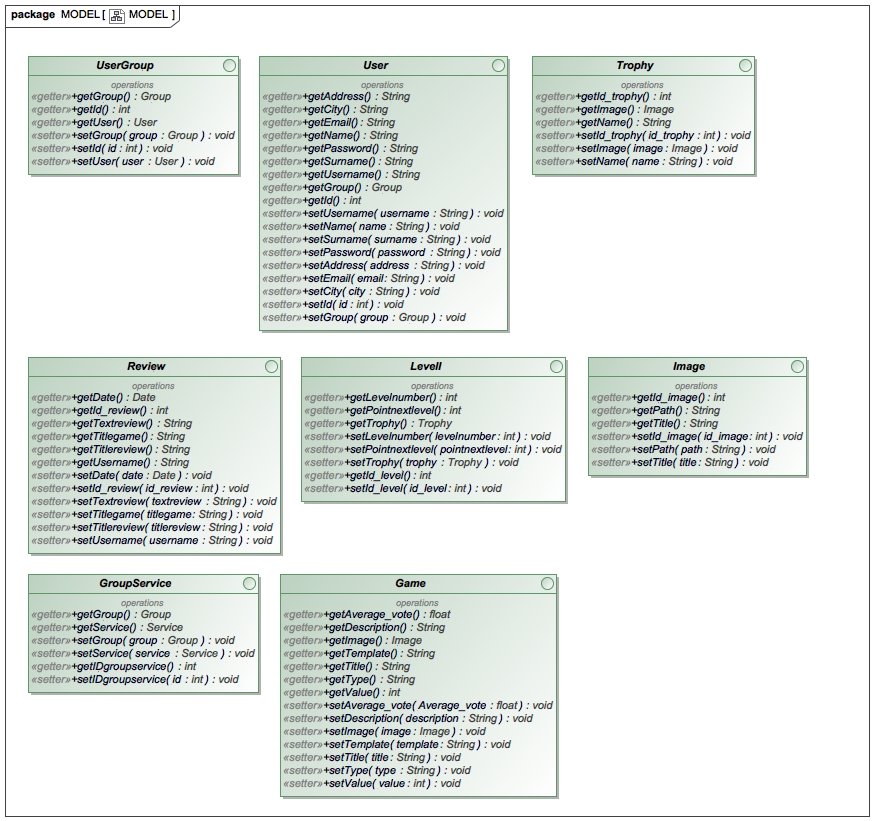 package MODEL [ MODEL ]
UserGroup
operations
«getter»+getGroup() : Group
«getter»+getId() : int
«getter»+getUser() : User
«setter»+setGroup( group : Group ) : void
«setter»+setId( id : int ) : void
«setter»+setUser( user : User ) : void
User
operations
«getter»+getAddress() : String
«getter»+getCity() : String
«getter»+getEmail() : String
«getter»+getName() : String
«getter»+getPassword() : String
«getter»+getSurname() : String
«getter»+getUsername() : String
«getter»+getGroup() : Group
«getter»+getId() : int
«setter»+setUsername( username : String ) : void
«setter»+setName( name : String ) : void
«setter»+setSurname( surname : String ) : void
«setter»+setPassword( password : String ) : void
«setter»+setAddress( address : String ) : void
«setter»+setEmail( email : String ) : void
«setter»+setCity( city : String ) : void
«setter»+setId( id : int ) : void
«setter»+setGroup( group : Group ) : void
Trophy
operations
«getter»+getId_trophy() : int
«getter»+getImage() : Image
«getter»+getName() : String
«setter»+setId_trophy( id_trophy : int ) : void
«setter»+setImage( image : Image ) : void
«setter»+setName( name : String ) : void
Review
operations
«getter»+getDate() : Date
«getter»+getId_review() : int
«getter»+getTextreview() : String
«getter»+getTitlegame() : String
«getter»+getTitlereview() : String
«getter»+getUsername() : String
«setter»+setDate( date : Date ) : void
«setter»+setId_review( id_review : int ) : void
«setter»+setTextreview( textreview : String ) : void
«setter»+setTitlegame( titlegame : String ) : void
«setter»+setTitlereview( titlereview : String ) : void
«setter»+setUsername( username : String ) : void
Levell
operations
«getter»+getLevelnumber() : int
«getter»+getPointnextlevel() : int
«getter»+getTrophy() : Trophy
«setter»+setLevelnumber( levelnumber : int ) : void
«setter»+setPointnextlevel( pointnextlevel : int ) : void
«setter»+setTrophy( trophy : Trophy ) : void
«getter»+getId_level() : int
«setter»+setId_level( id_level : int ) : void
Image
operations
«getter»+getId_image() : int
«getter»+getPath() : String
«getter»+getTitle() : String
«setter»+setId_image( id_image : int ) : void
«setter»+setPath( path : String ) : void
«setter»+setTitle( title : String ) : void
GroupService
operations
«getter»+getGroup() : Group
«getter»+getService() : Service
«setter»+setGroup( group : Group ) : void
«setter»+setService( service : Service ) : void
«getter»+getIDgroupservice() : int
«setter»+setIDgroupservice( id : int ) : void
Game
operations
«getter»+getAverage_vote() : float
«getter»+getDescription() : String
«getter»+getImage() : Image
«getter»+getTemplate() : String
«getter»+getTitle() : String
«getter»+getType() : String
«getter»+getValue() : int
«setter»+setAverage_vote( Average_vote : float ) : void
«setter»+setDescription( description : String ) : void
«setter»+setImage( image : Image ) : void
«setter»+setTemplate( template : String ) : void
«setter»+setTitle( title : String ) : void
«setter»+setType( type : String ) : void
«setter»+setValue( value : int ) : void